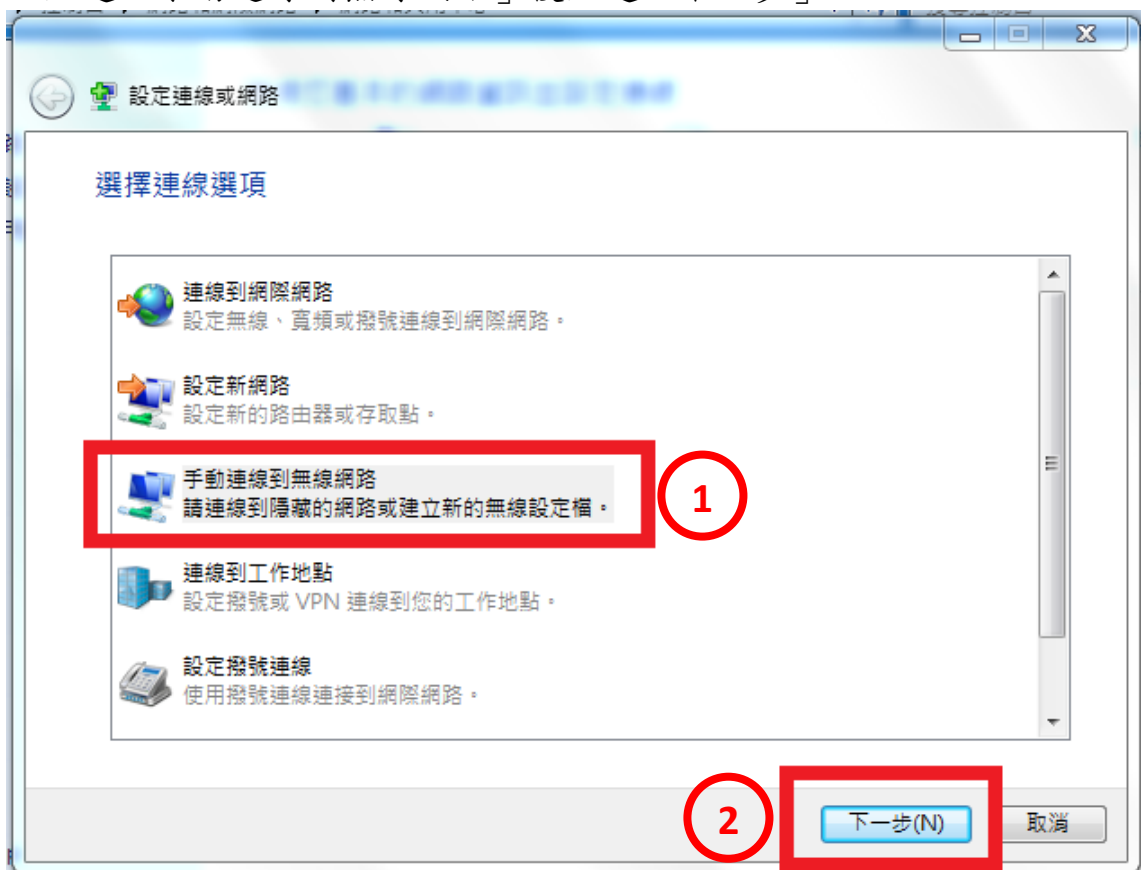 設定連線或網路
選擇連線選項
連線到網際網路
設定無線、寬頻或撥號連線到網際網路。
設定新網路
設定新的路由器或存取點。
手動連線到無線網路
請連線到隱藏的網路或建立新的無線設定檔。
1
連線到工作地點
設定撥號或 VPN 連線到您的工作地點。
設定撥號連線
使用撥號連線連接到網際網路。
2
下一步(N)
取消